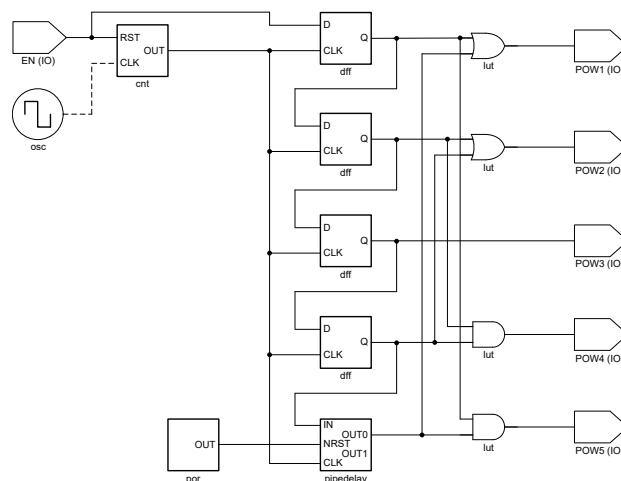 EN (IO)
RST
OUT
CLK
cnt
osc
D
Q
CLK
dff
lut
POW1 (IO
D
Q
CLK
dff
lut
POW2 (IO
D
Q
CLK
dff
POW3 (IO
D
Q
CLK
dff
lut
POW4 (IO
OUT
por
IN
OUT0
NRST
OUT1
CLK
pipedelay
lut
POW5 (IO